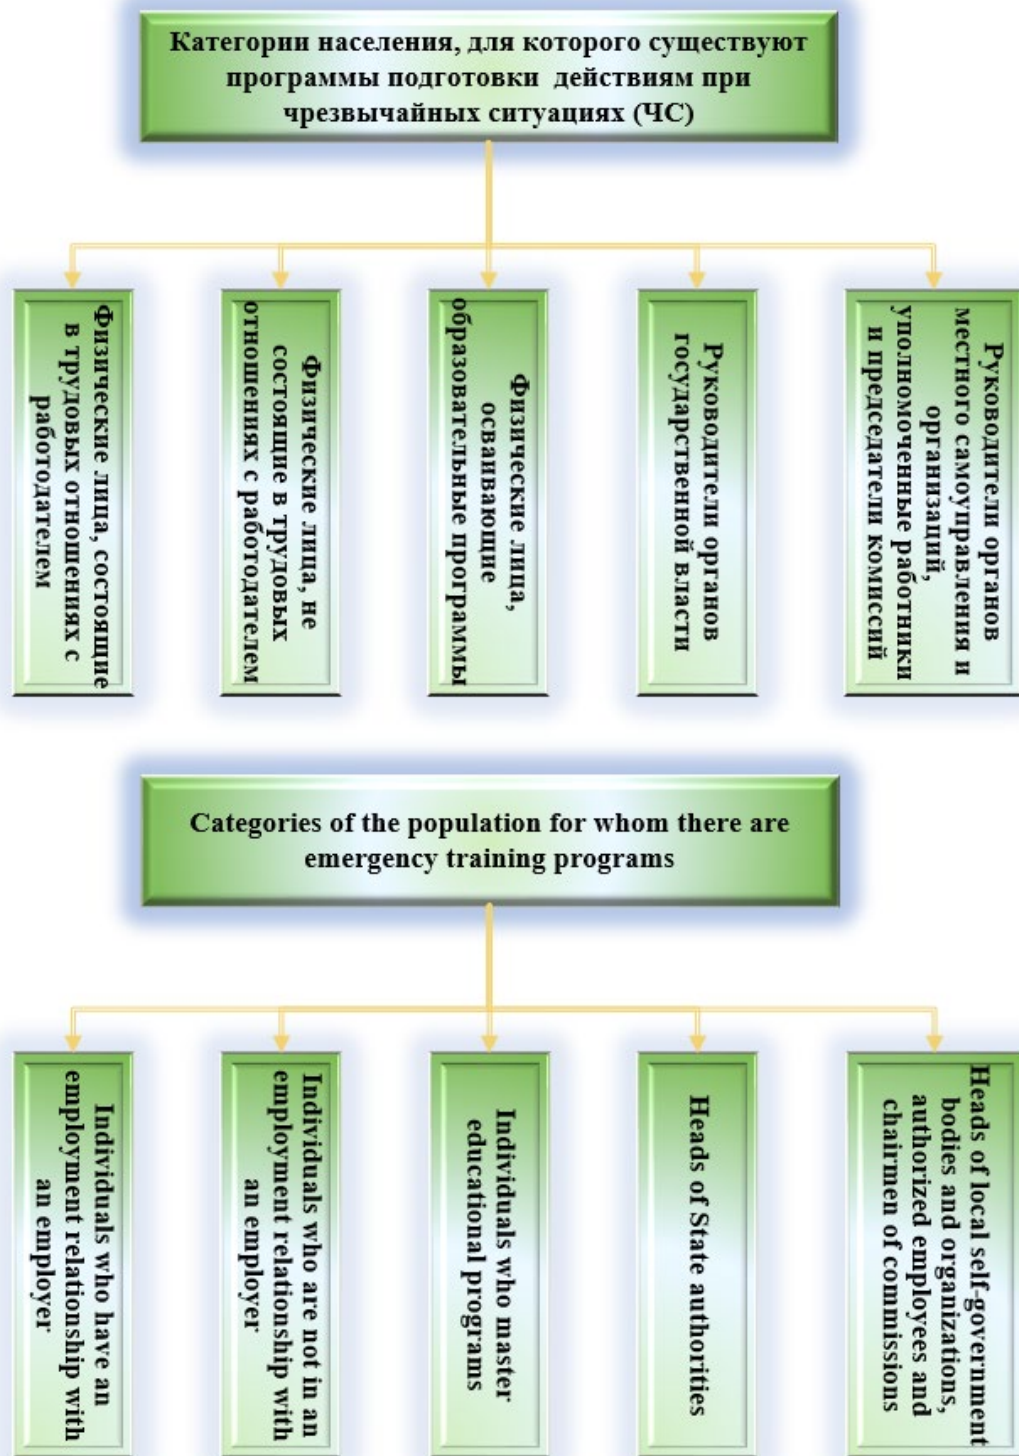 Категории населения, для которого существуют
программы подготовки действиям при
чрезвычайных ситуациях (ЧС)
Физические лица, состоящие
в трудовых отношениях с
работодателем
Физические лица, не
состоящие в трудовых
отношениях с работодателем
Физические лица,
осваивающие
образовательные программы
Руководители органов
государственной власти
Руководители органов
местного самоуправления и
организаций,
уполномоченные работники
и председатели комиссий
Categories of the population for whom there are
emergency training programs
Individuals who have an
employment relationship with
an employer
Individuals who are not in an
employment relationship with
an employer
Individuals who master
educational programs
Heads of State authorities
Heads of local self-government
bodies and organizations,
authorized employees and
chairmen of commissions